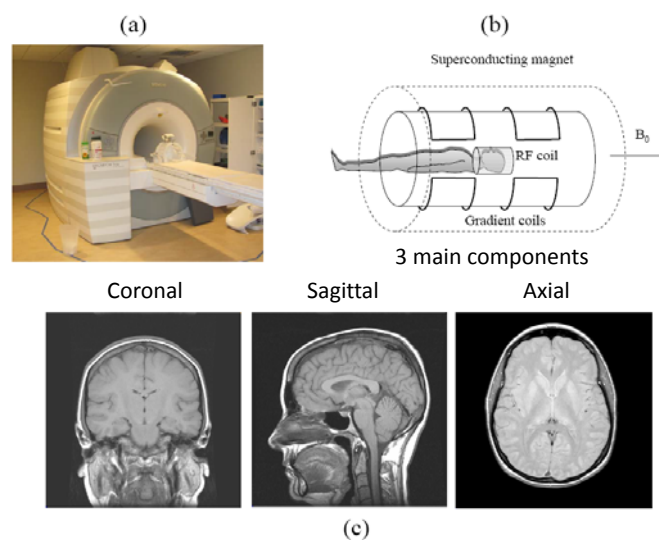 (a)
(b)
Superconducting magnet
B0
RF coil
Gradient coils
3 main components
Coronal
Sagittal
Axial
(c)